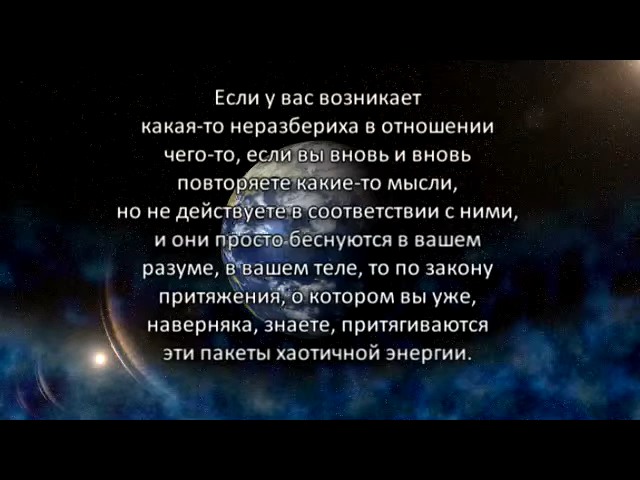 Если у вас возникает
какая-то неразбериха в отношении
чего-то, если вы вновь и вновь
повторяете какие-то мысли,
но не действуете в соответствии с ними,
и они просто беснуются в вашем
разуме, в вашем теле, то по закону
притяжения, о котором вы уже,
наверняка, знаете, притягиваются
эти пакеты хаотичной энергии.